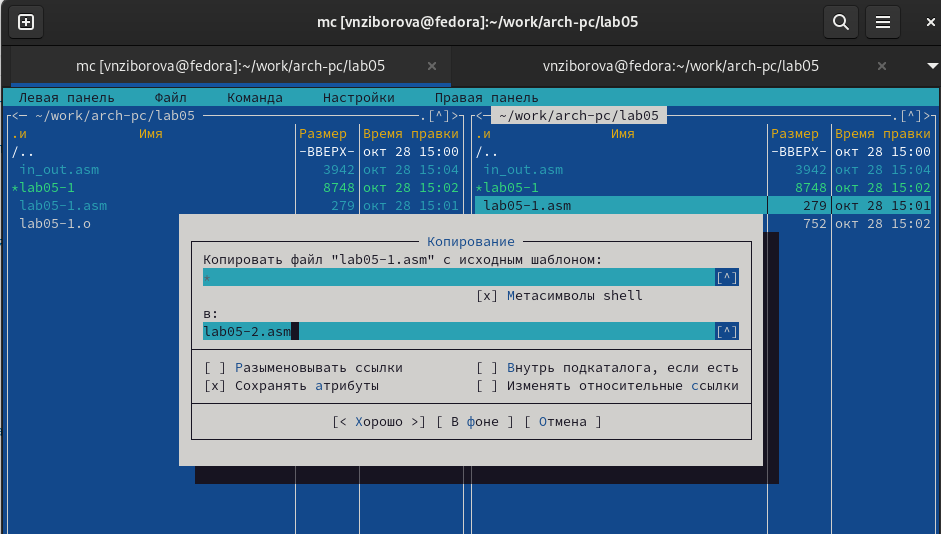 mc [vnziborova@fedora]:~/work/arch-pc/lab05
mc [vnziborova@fedora]:~/work/arch-pc/lab05 × vnziborova@fedora:~/work/arch-pc/lab05 ×
Левая панель Файл Команда Настройки Правая панель
<— ~/work/arch-pc/lab05 .[^]> <— ~/work/arch-pc/lab05 .[^]>
.и Имя Размер Время правки .и Имя Размер Время правки
/.. -ВВЕРХ- окт 28 15:00 /.. -ВВЕРХ- окт 28 15:00
in_out.asm 3942 окт 28 15:04 in_out.asm 3942 окт 28 15:04
*lab05-1 8748 окт 28 15:02 *lab05-1 8748 окт 28 15:02
lab05-1.asm 279 окт 28 15:01 lab05-1.asm 279 окт 28 15:01
lab05-1.o 752 окт 28 15:02
Копирование
Копировать файл "lab05-1.asm" с исходным шаблоном:
* [^]
[x] Метасимволы shell
в:
lab05-2.asm [^]
[ ] Разыменовывать ссылки [ ] Внутрь подкаталога, если есть
[x] Сохранять атрибуты [ ] Изменять относительные ссылки
[< Хорошо >] [ В фоне ] [ Отмена ]